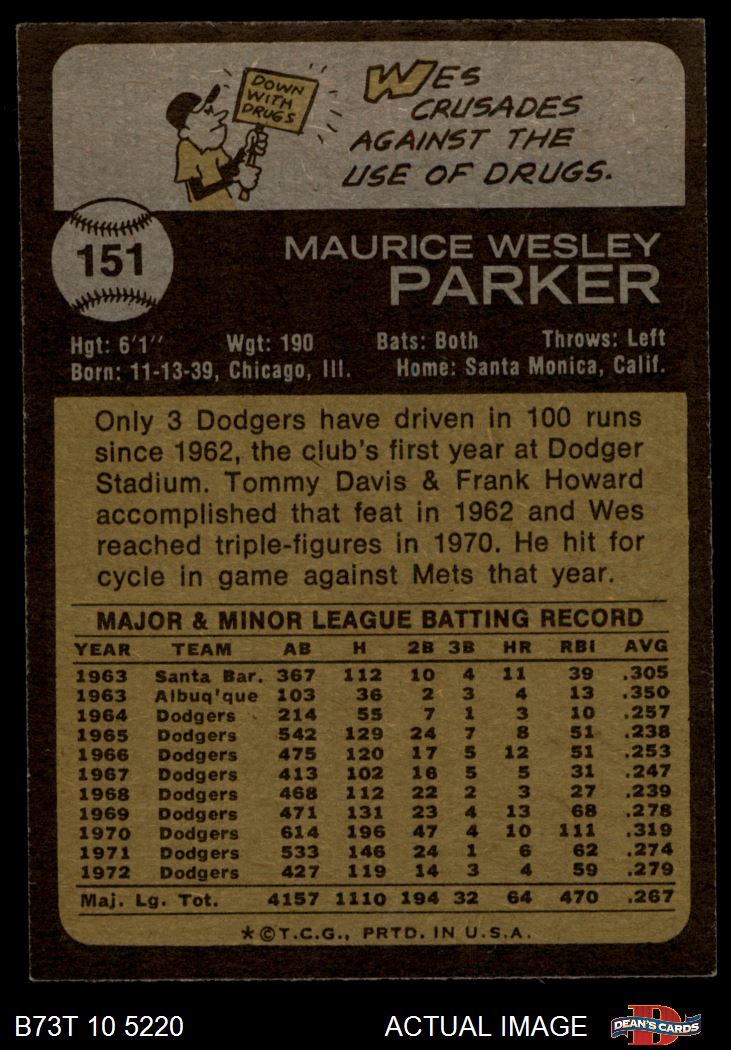 DOWN
WITH
DRUGS
WES
CRUSADES
AGAINST THE
USE OF DRUGS.
151
MAURICE WESLEY
PARKER
Hgt: 6'1" Wgt: 190 Bats: Both Throws: Left
Born: 11-13-39, Chicago, Ill. Home: Santa Monica, Calif.
Only 3 Dodgers have driven in 100 runs
since 1962, the club's first year at Dodger
Stadium. Tommy Davis & Frank Howard
accomplished that feat in 1962 and Wes
reached triple-figures in 1970. He hit for
cycle in game against Mets that year.
MAJOR & MINOR LEAGUE BATTING RECORD
YEAR TEAM AB H 2B 3B HR RBI AVG
1963 Santa Bar. 367 112 10 4 11 39 .305
1963 Albuq'que 103 36 2 3 4 13 .350
1964 Dodgers 214 55 7 1 3 10 .257
1965 Dodgers 542 129 24 7 8 51 .238
1966 Dodgers 475 120 17 5 12 51 .253
1967 Dodgers 413 102 16 5 5 31 .247
1968 Dodgers 468 112 22 2 3 27 .239
1969 Dodgers 471 131 23 4 13 68 .278
1970 Dodgers 614 196 47 4 10 111 .319
1971 Dodgers 533 146 24 1 6 62 .274
1972 Dodgers 427 119 14 3 4 59 .279
Maj. Lg. Tot. 4157 1110 194 32 64 470 .267
*©T.C.G., PRTD. IN U.S.A.
B73T 10 5220 ACTUAL IMAGE
D
DEAN'S CARDS